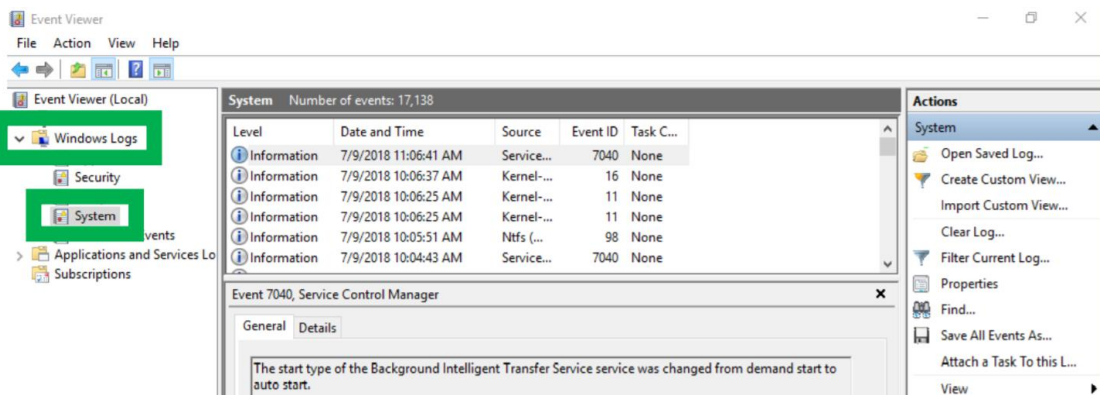 Event Viewer
File Action View Help
Event Viewer (Local)
Windows Logs
Security
System
vents
Applications and Services Lo
Subscriptions
System Number of events: 17,138
Level Date and Time Source Event ID Task C...
Information 7/9/2018 11:06:41 AM Service... 7040 None
Information 7/9/2018 10:06:37 AM Kernel-... 16 None
Information 7/9/2018 10:06:25 AM Kernel-... 11 None
Information 7/9/2018 10:06:25 AM Kernel-... 11 None
Information 7/9/2018 10:05:51 AM Ntfs (... 98 None
Information 7/9/2018 10:04:43 AM Service... 7040 None
Event 7040, Service Control Manager
General Details
The start type of the Background Intelligent Transfer Service service was changed from demand start to
auto start.
Actions
System
Open Saved Log...
Create Custom View...
Import Custom View...
Clear Log...
Filter Current Log...
Properties
Find...
Save All Events As...
Attach a Task To this L...
View